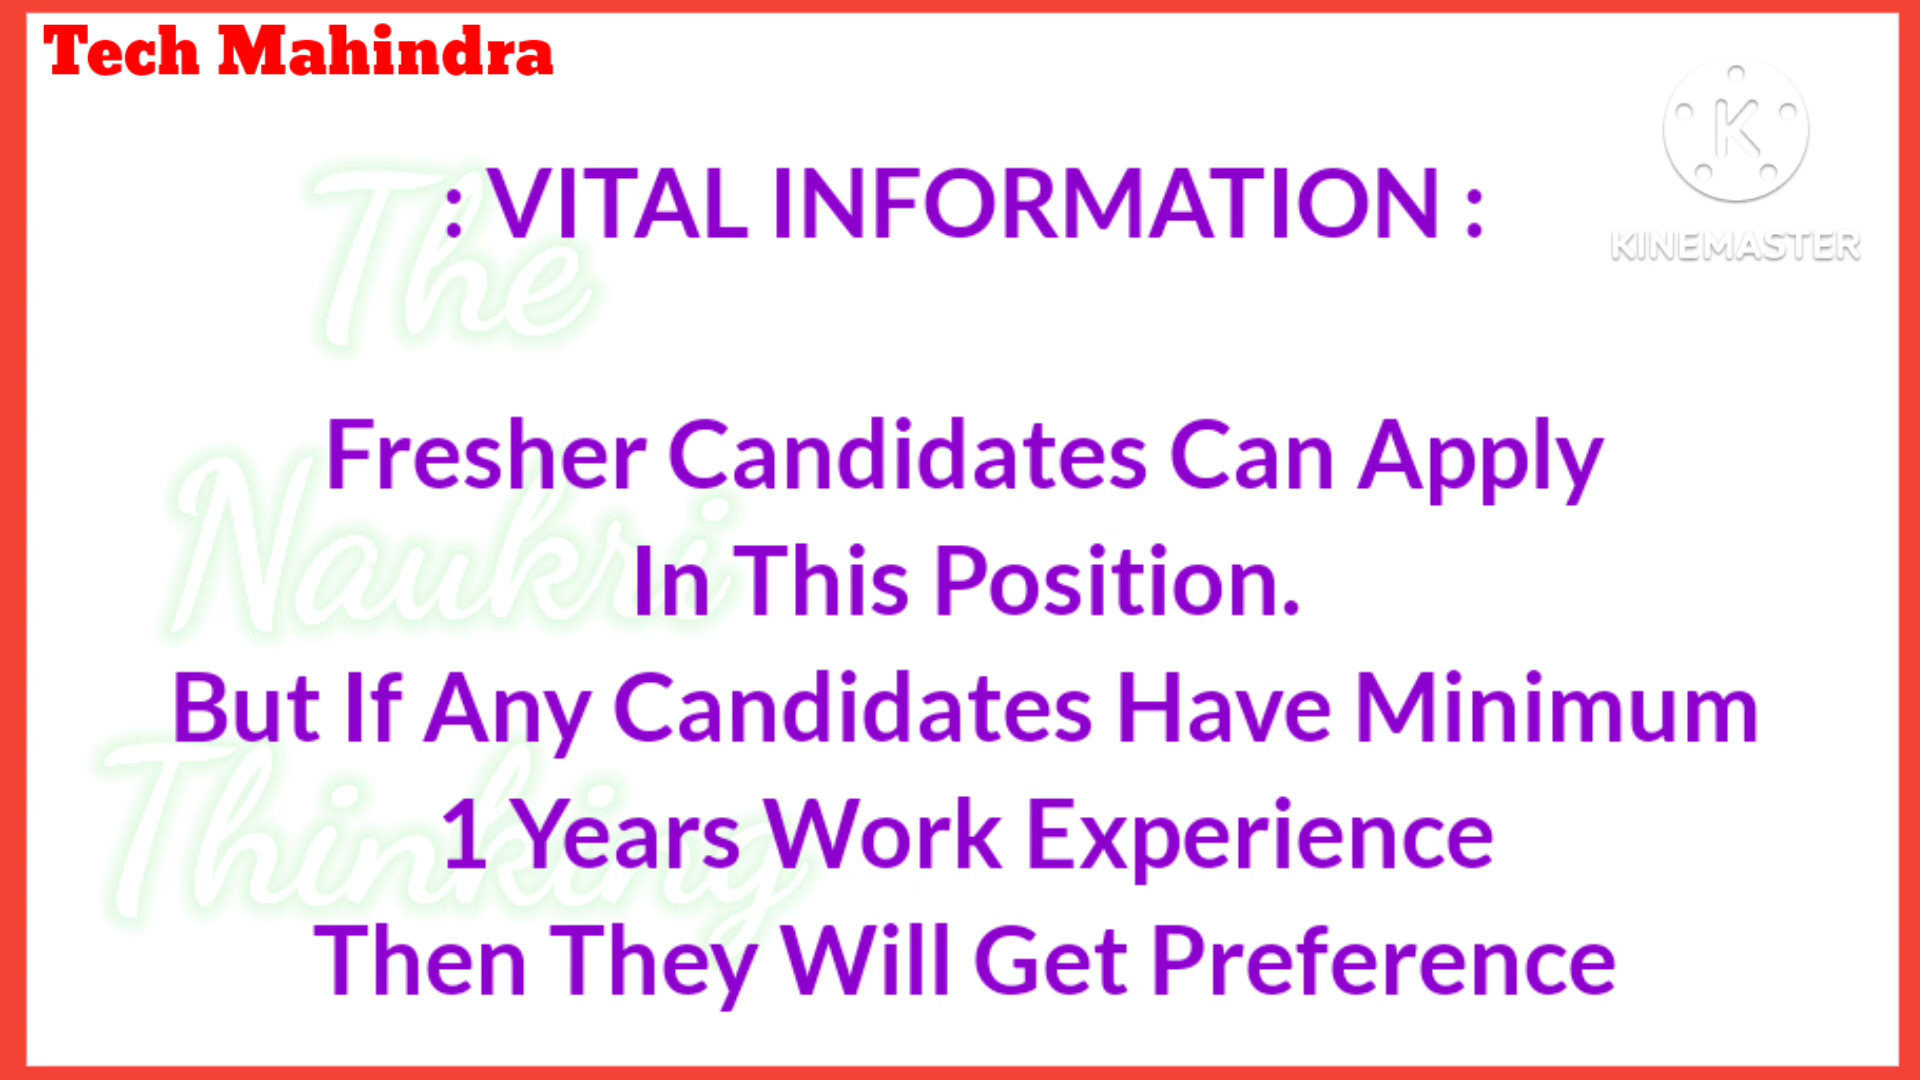 Tech Mahindra
: VITAL INFORMATION :
KINEMASTER
The
Fresher Candidates Can Apply
Naukri
In This Position.
But If Any Candidates Have Minimum
Thinking
1 Years Work Experience
Then They Will Get Preference